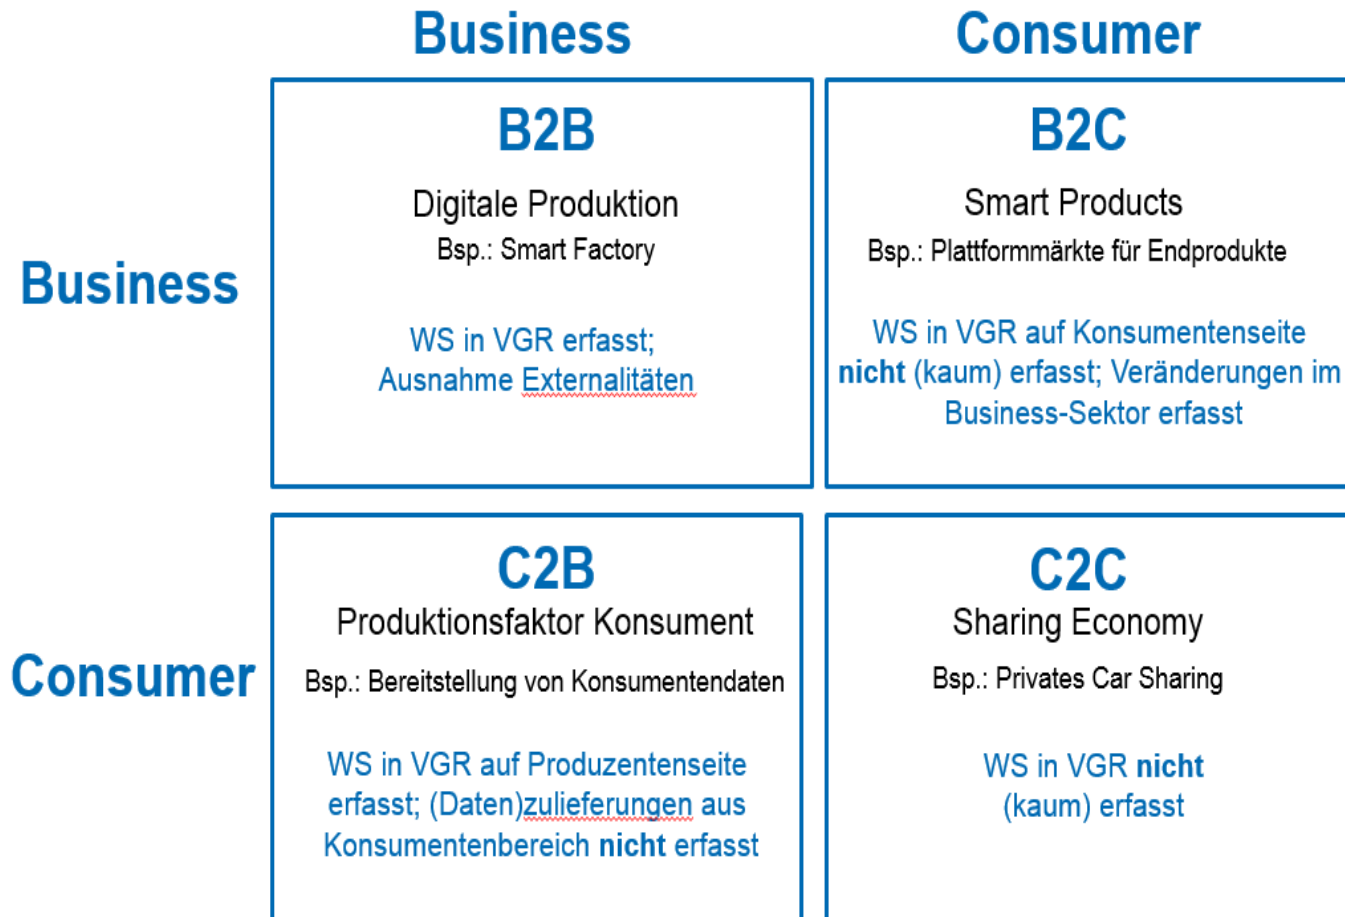 Business
Consumer
Business
B2B
Digitale Produktion
Bsp.: Smart Factory
WS in VGR erfasst;
Ausnahme Externalitäten
B2C
Smart Products
Bsp.: Plattformmärkte für Endprodukte
WS in VGR auf Konsumentenseite
nicht (kaum) erfasst; Veränderungen im
Business-Sektor erfasst
Consumer
C2B
Produktionsfaktor Konsument
Bsp.: Bereitstellung von Konsumentendaten
WS in VGR auf Produzentenseite
erfasst; (Daten)zulieferungen aus
Konsumentenbereich nicht erfasst
C2C
Sharing Economy
Bsp.: Privates Car Sharing
WS in VGR nicht
(kaum) erfasst